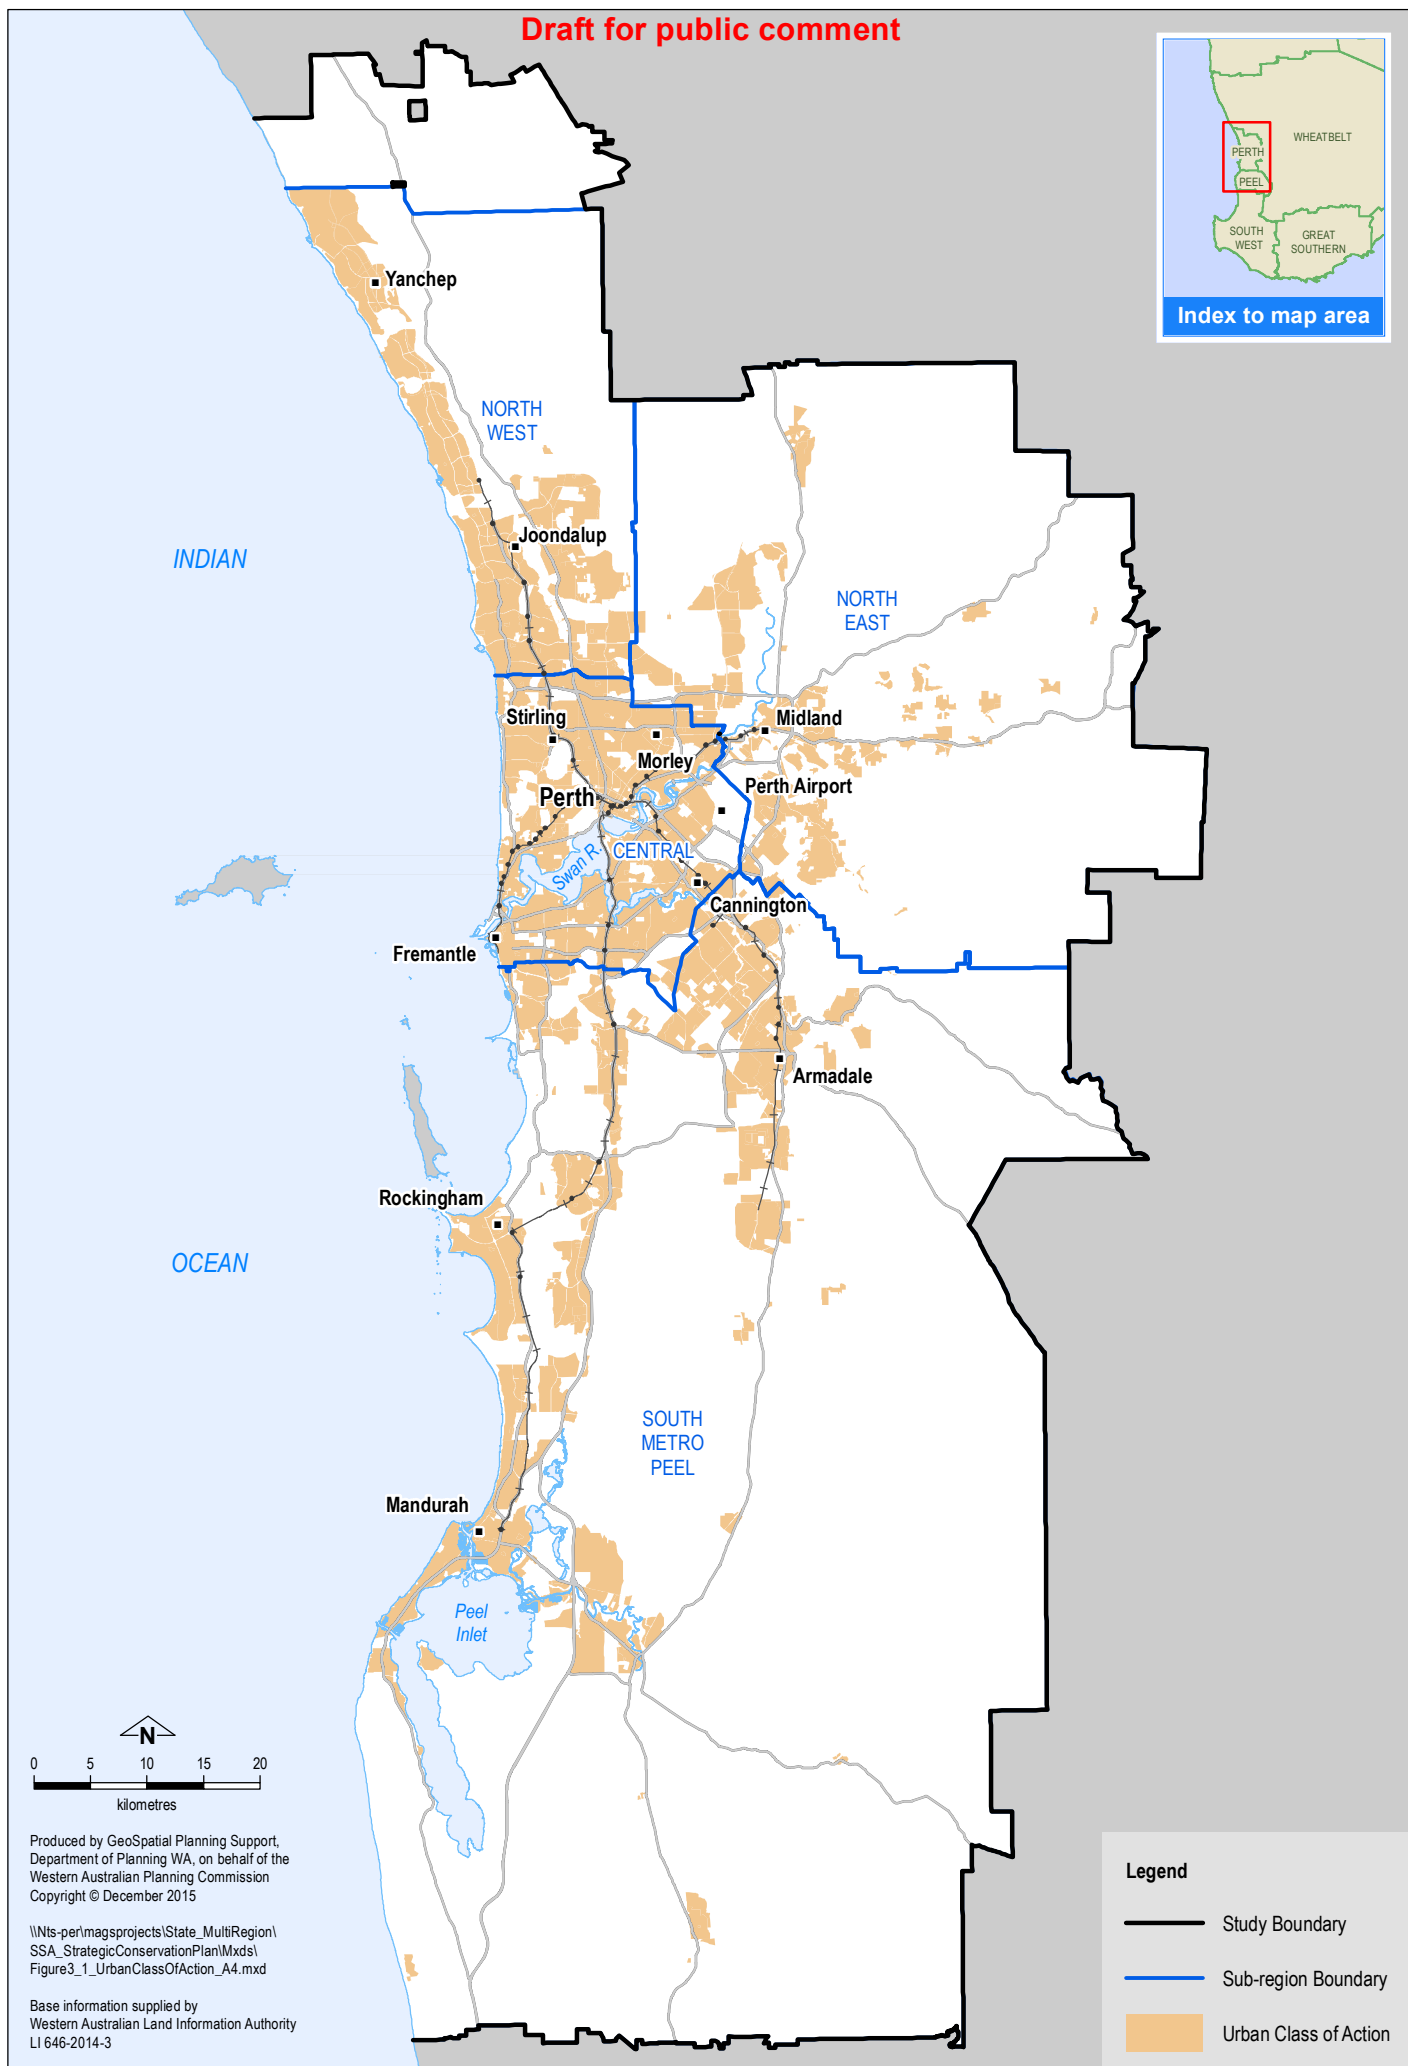 Draft for public comment
WHEATBELT
PERTH
PEEL
SOUTH
WEST
GREAT
SOUTHERN
Index to map area
Yanchep
NORTH
WEST
Joondalup
INDIAN
NORTH
EAST
Stirling
Midland
Morley
Perth Airport
Perth
CENTRAL
Swan R.
Cannington
Fremantle
Armadale
Rockingham
OCEAN
SOUTH
METRO
PEEL
Mandurah
Peel
Inlet
N
0 5 10 15 20
kilometres
Produced by GeoSpatial Planning Support,
Department of Planning WA, on behalf of the
Western Australian Planning Commission
Copyright © December 2015
\\Nts-per\magsprojects\State_MultiRegion\
SSA_StrategicConservationPlan\Mxds\
Figure3_1_UrbanClassOfAction_A4.mxd
Base information supplied by
Western Australian Land Information Authority
LI 646-2014-3
Legend
Study Boundary
Sub-region Boundary
Urban Class of Action